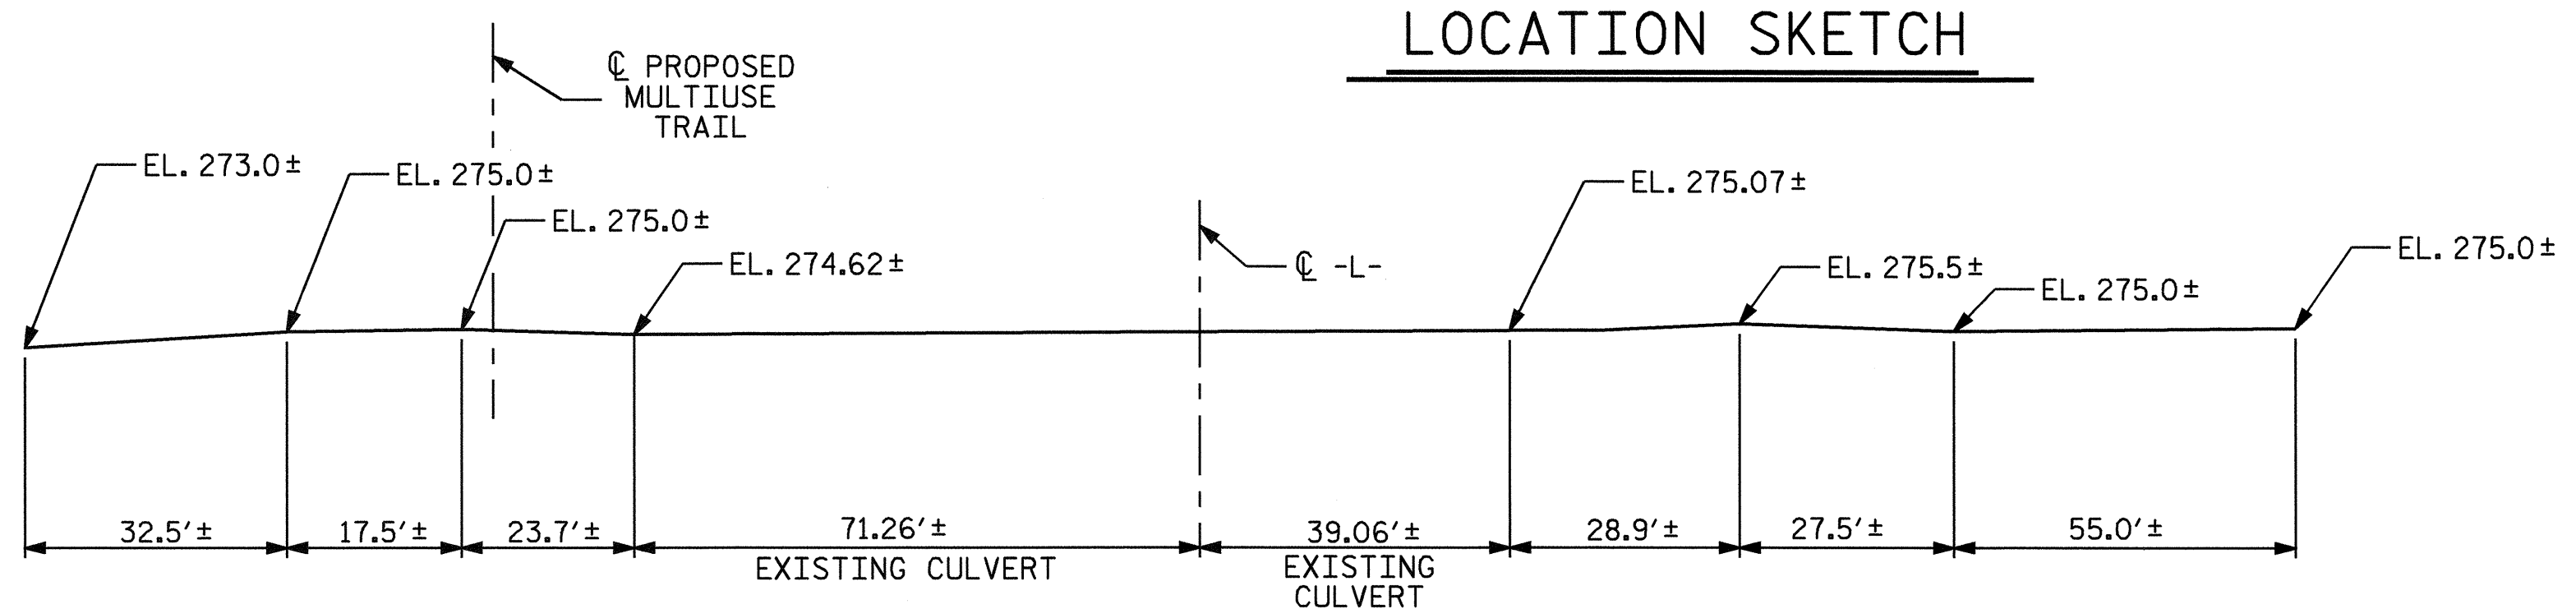 LOCATION SKETCH
℄ PROPOSED
MULTIUSE
TRAIL
EL. 273.0±
EL. 275.0±
EL. 275.0±
EL. 274.62±
℄ -L-
EL. 275.07±
EL. 275.5±
EL. 275.0±
EL. 275.0±
32.5'±
17.5'±
23.7'±
71.26'±
39.06'±
28.9'±
27.5'±
55.0'±
EXISTING CULVERT
EXISTING
CULVERT